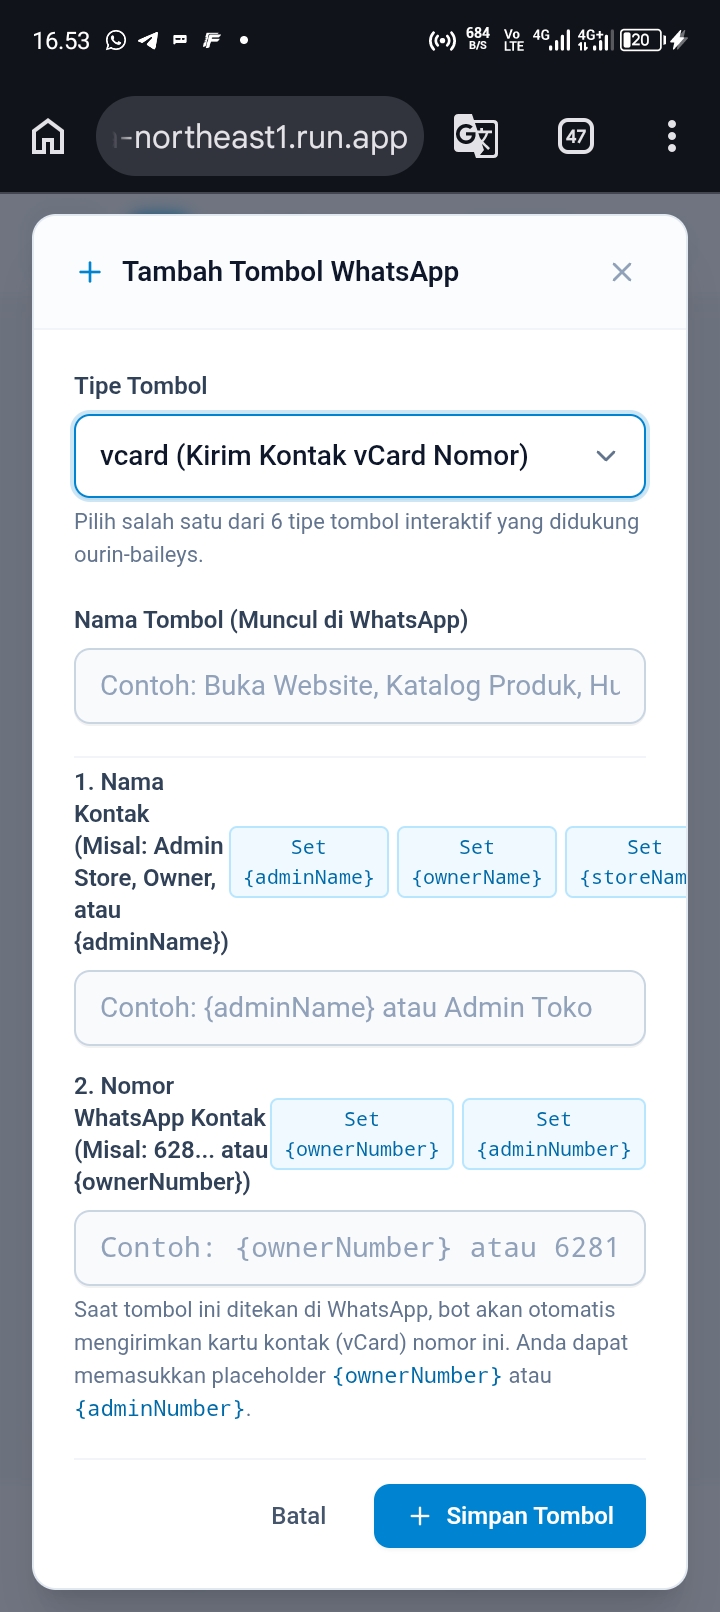 16.53
684 B/S
Vo LTE
4G
4G+
20
-northeast1.run.app
47
Tambah Tombol WhatsApp
Tipe Tombol
vcard (Kirim Kontak vCard Nomor)
Pilih salah satu dari 6 tipe tombol interaktif yang didukung
ourin-baileys.
Nama Tombol (Muncul di WhatsApp)
Contoh: Buka Website, Katalog Produk, Hu
1. Nama
Kontak
(Misal: Admin
Store, Owner,
atau
{adminName})
Set
{adminName}
Set
{ownerName}
Set
{storeNam
Contoh: {adminName} atau Admin Toko
2. Nomor
WhatsApp Kontak
(Misal: 628... atau
{ownerNumber})
Set
{ownerNumber}
Set
{adminNumber}
Contoh: {ownerNumber} atau 6281
Saat tombol ini ditekan di WhatsApp, bot akan otomatis
mengirimkan kartu kontak (vCard) nomor ini. Anda dapat
memasukkan placeholder {ownerNumber} atau
{adminNumber}.
Batal
+ Simpan Tombol